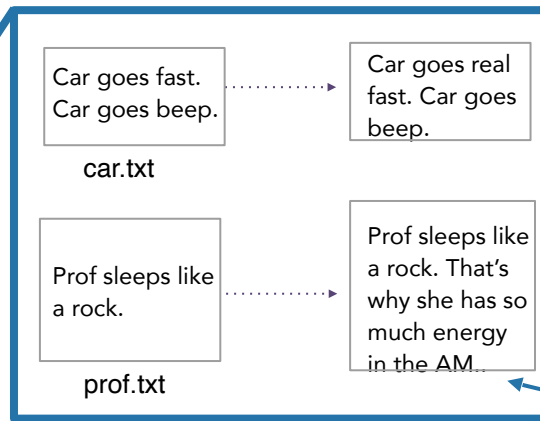 Car goes fast.
Car goes beep.
car.txt
Car goes real
fast. Car goes
beep.
Prof sleeps like
a rock.
prof.txt
Prof sleeps like
a rock. That’s
why she has so
much energy
in the AM..